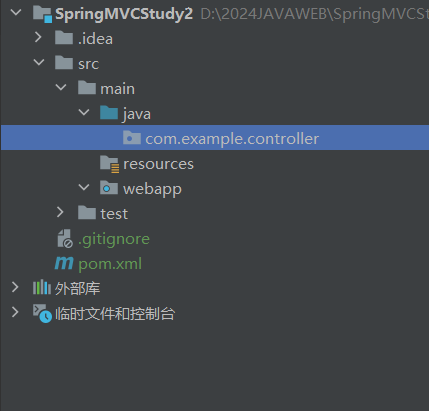 SpringMVCStudy2 D:\2024JAVAWEB\SpringMVCSt
.idea
src
main
java
com.example.controller
resources
webapp
test
.gitignore
pom.xml
外部库
临时文件和控制台